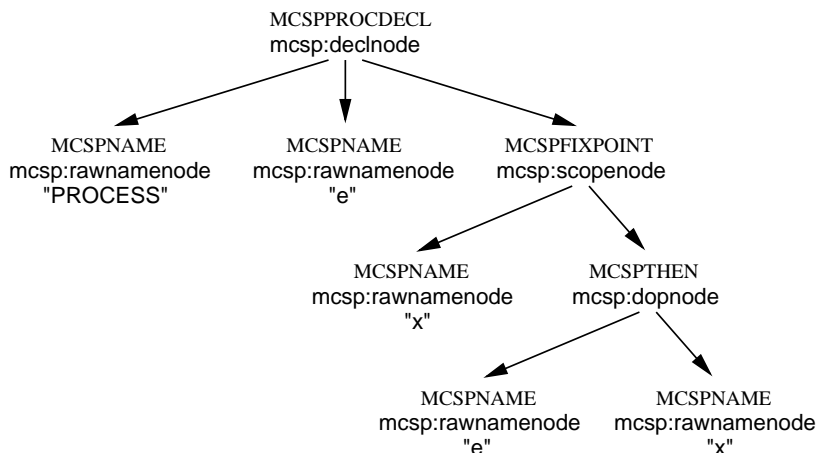 MCSPPROCDECL
mcsp:declnode
MCSPNAME
mcsp:rawnamenode
"PROCESS"
MCSPNAME
mcsp:rawnamenode
"e"
MCSPFIXPOINT
mcsp:scopenode
MCSPNAME
mcsp:rawnamenode
"x"
MCSPTHEN
mcsp:dopnode
MCSPNAME
mcsp:rawnamenode
"e"
MCSPNAME
mcsp:rawnamenode
"x"